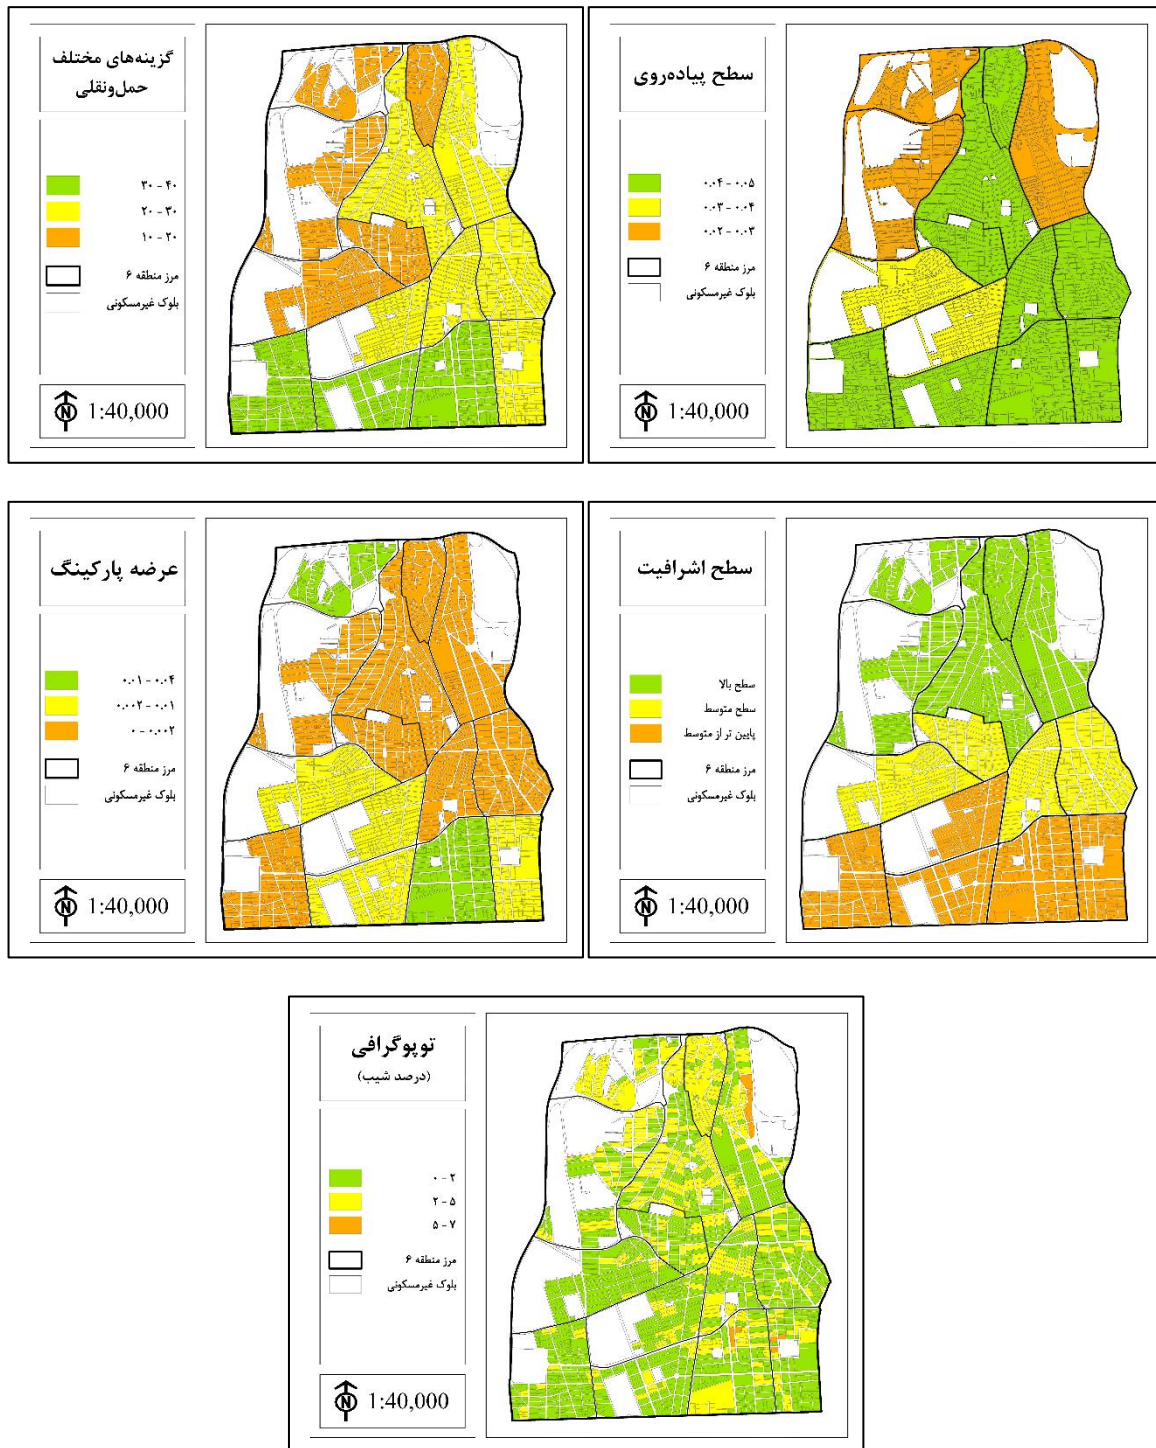 گزینه‌های مختلف
حمل‌ونقلی
۳۰ - ۴۰
۲۰ - ۳۰
۱۰ - ۲۰
مرز منطقه ۶
بلوک غیرمسکونی
N 1:40,000
سطح پیاده‌روی
۰.۰۴ - ۰.۰۵
۰.۰۳ - ۰.۰۴
۰.۰۲ - ۰.۰۳
مرز منطقه ۶
بلوک غیرمسکونی
N 1:40,000
عرضه پارکینگ
۰.۰۱ - ۰.۰۴
۰.۰۰۲ - ۰.۰۱
۰ - ۰.۰۰۲
مرز منطقه ۶
بلوک غیرمسکونی
N 1:40,000
سطح اشرافیت
سطح بالا
سطح متوسط
پایین تر از متوسط
مرز منطقه ۶
بلوک غیرمسکونی
N 1:40,000
توپوگرافی
(درصد شیب)
۰ - ۲
۲ - ۵
۵ - ۷
مرز منطقه ۶
بلوک غیرمسکونی
N 1:40,000